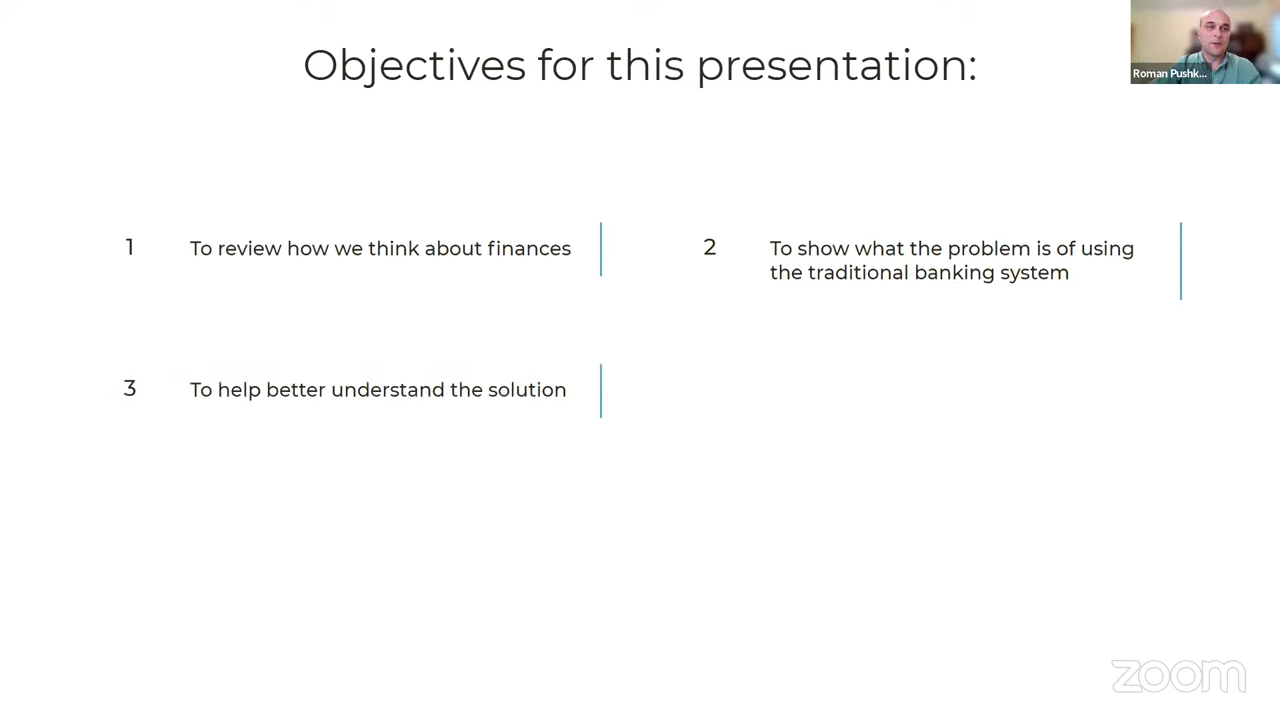 Objectives for this presentation:
Roman Pushk...
1
To review how we think about finances
2
To show what the problem is of using
the traditional banking system
3
To help better understand the solution
zoom